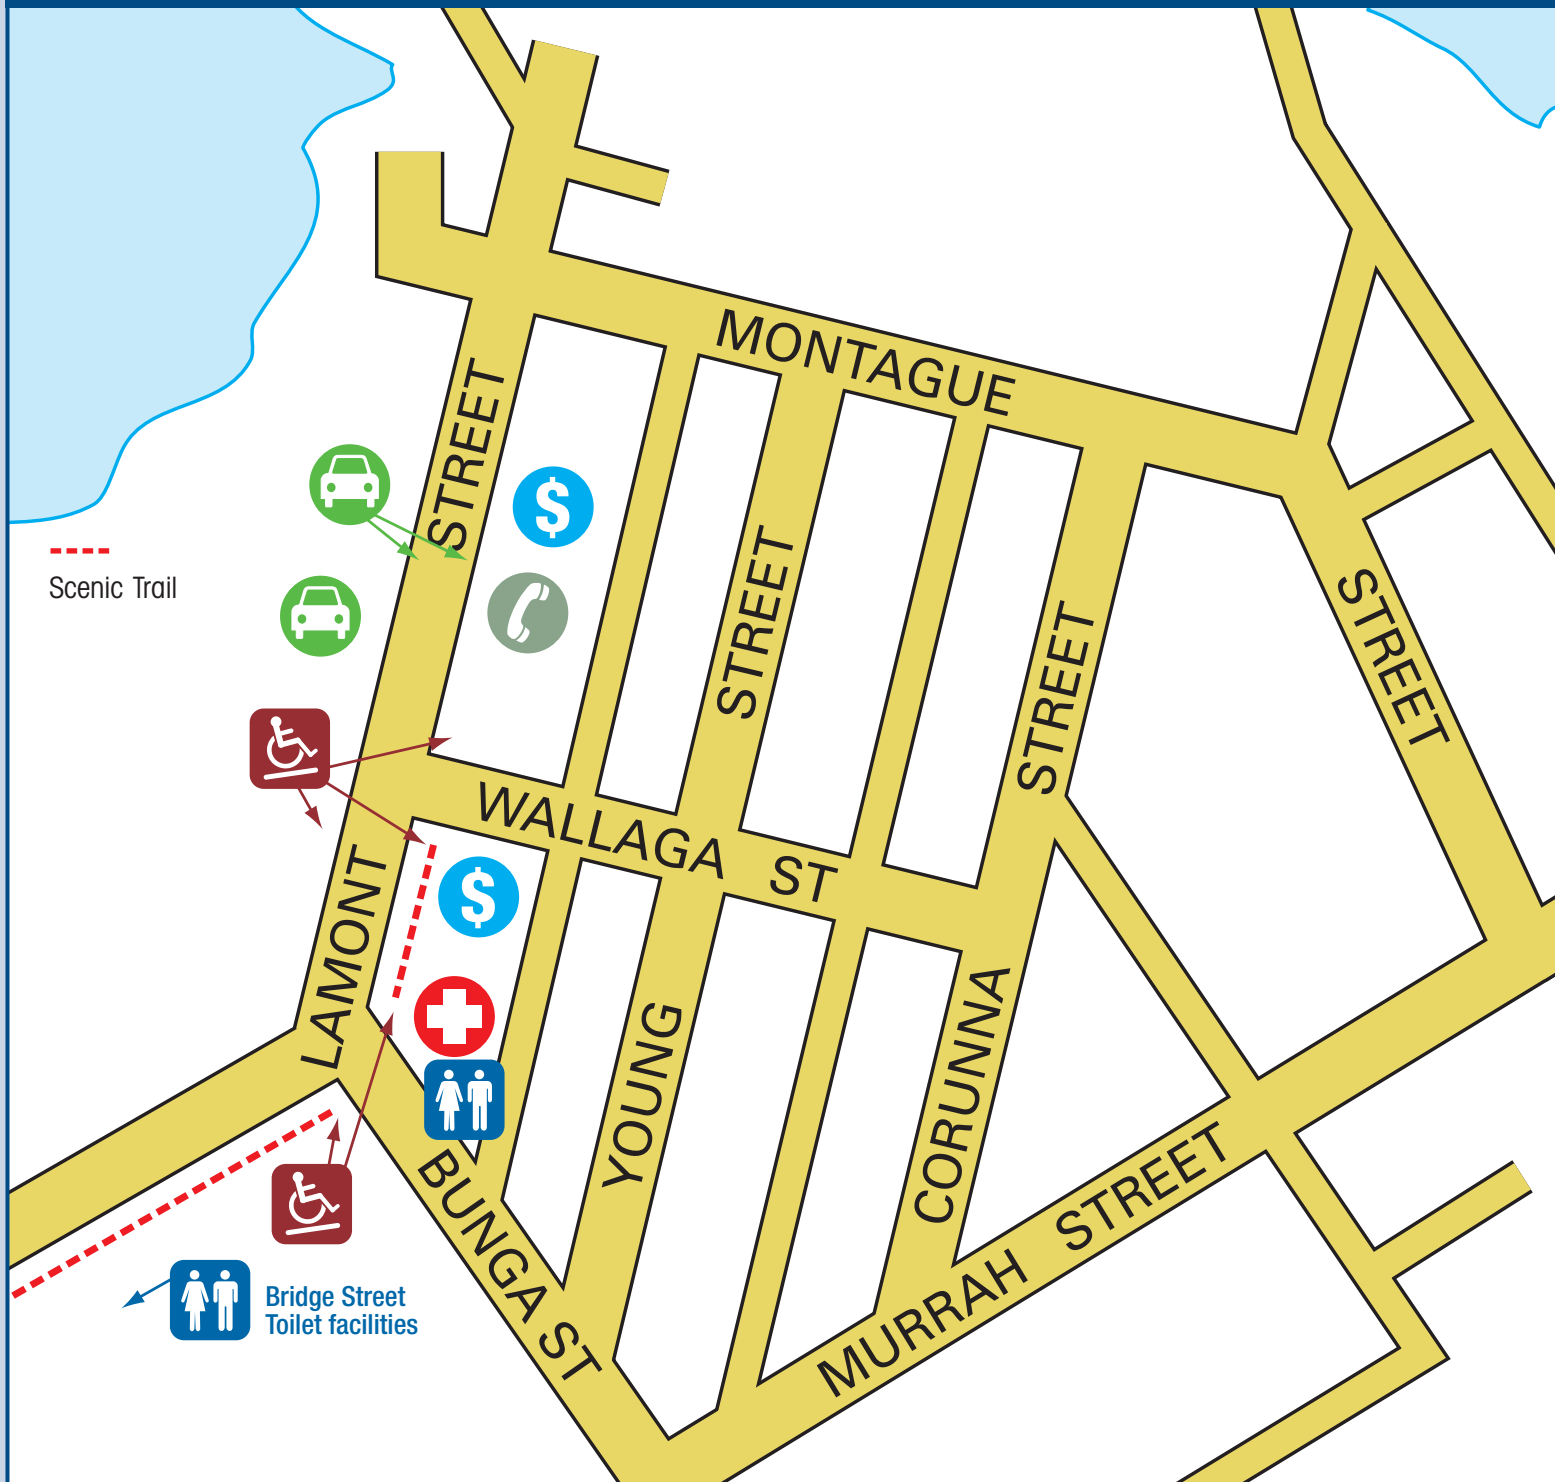 MONTAGUE
STREET
$
STREET
STREET
STREET
Scenic Trail
WALLAGA ST
$
LAMONT
YOUNG
CORUNNA
BUNGA ST
MURRAH STREET
Bridge Street
Toilet facilities